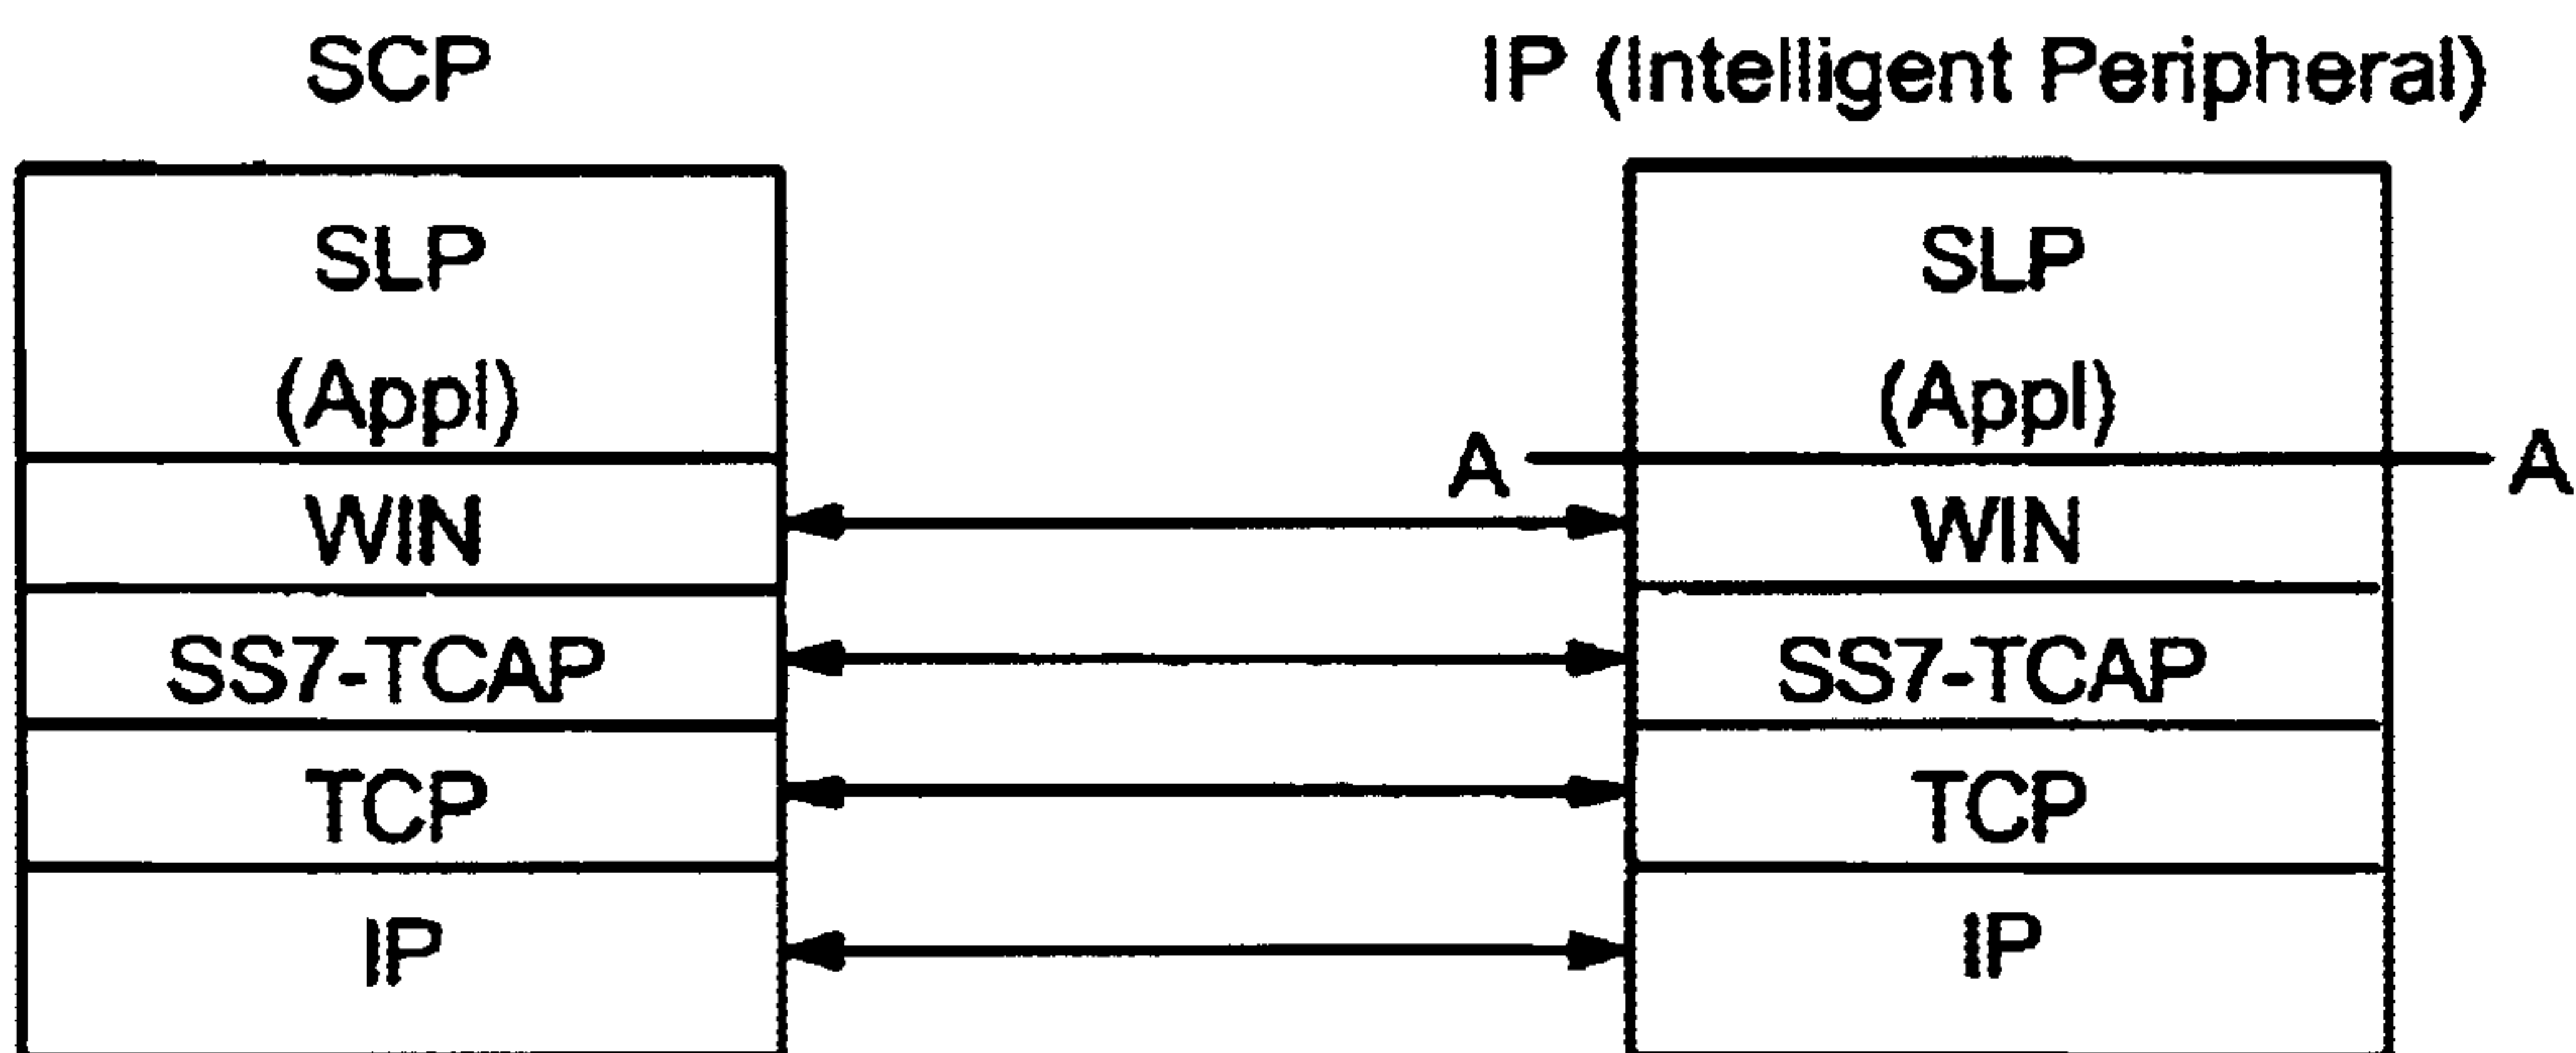 SCP
IP (Intelligent Peripheral)
SLP
(Appl)
WIN
SS7-TCAP
TCP
IP
SLP
(Appl)
A
A
WIN
SS7-TCAP
TCP
IP